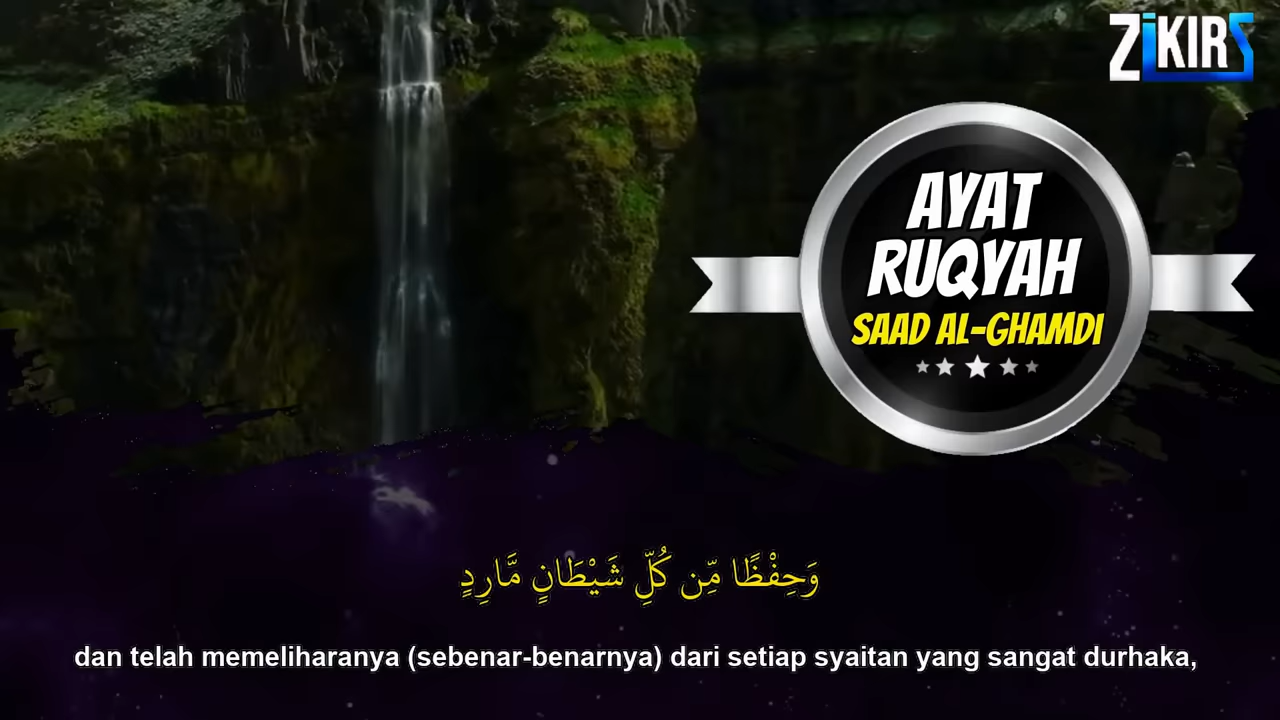 ZiKIRS
AYAT
RUQYAH
SAAD AL-GHAMDI
وَحِفْظًا مِّن كُلِّ شَيْطَانٍ مَّارِدٍ
dan telah memeliharanya (sebenar-benarnya) dari setiap syaitan yang sangat durhaka,